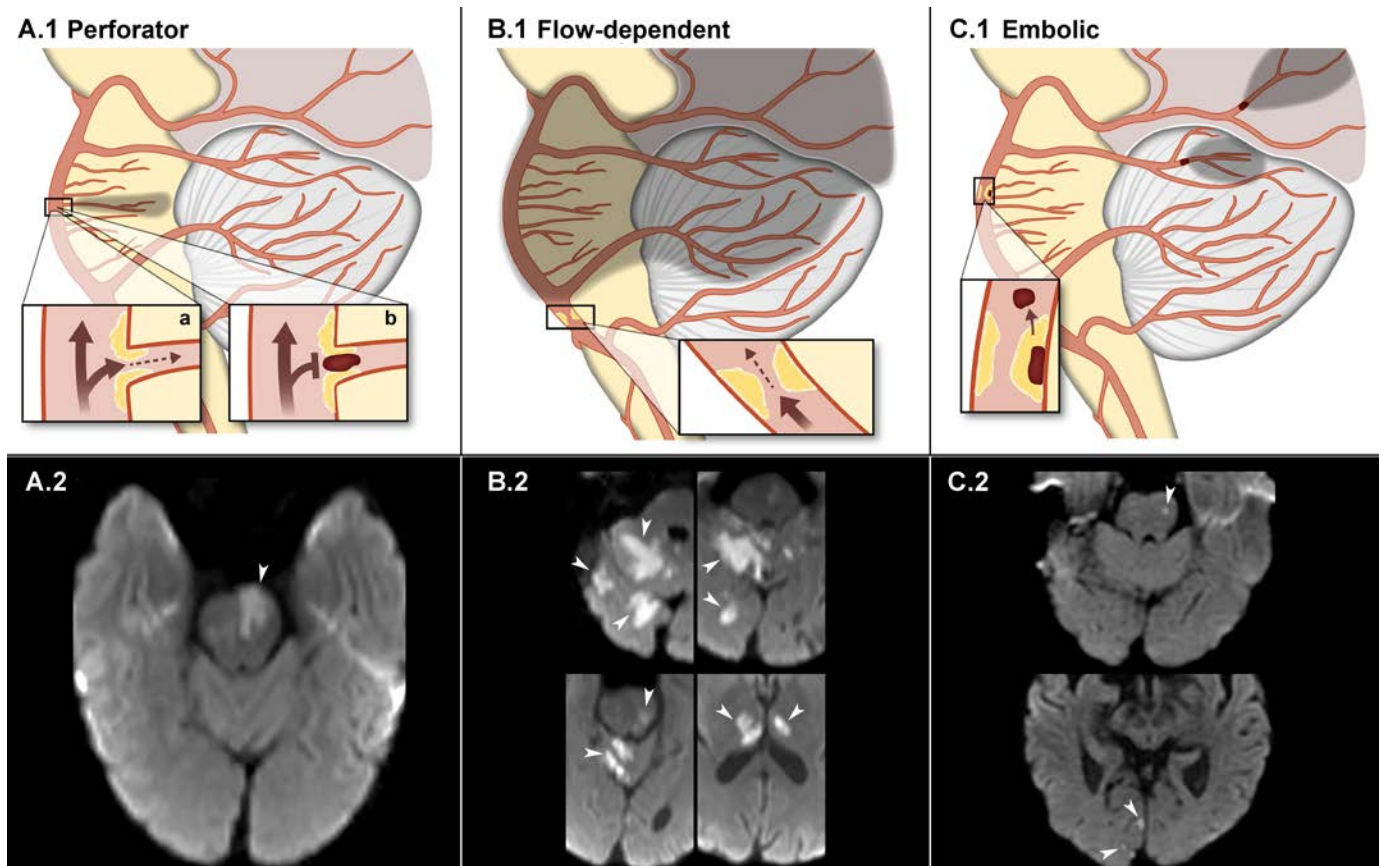 A.1 Perforator
B.1 Flow-dependent
C.1 Embolic
a
b
A.2
B.2
C.2